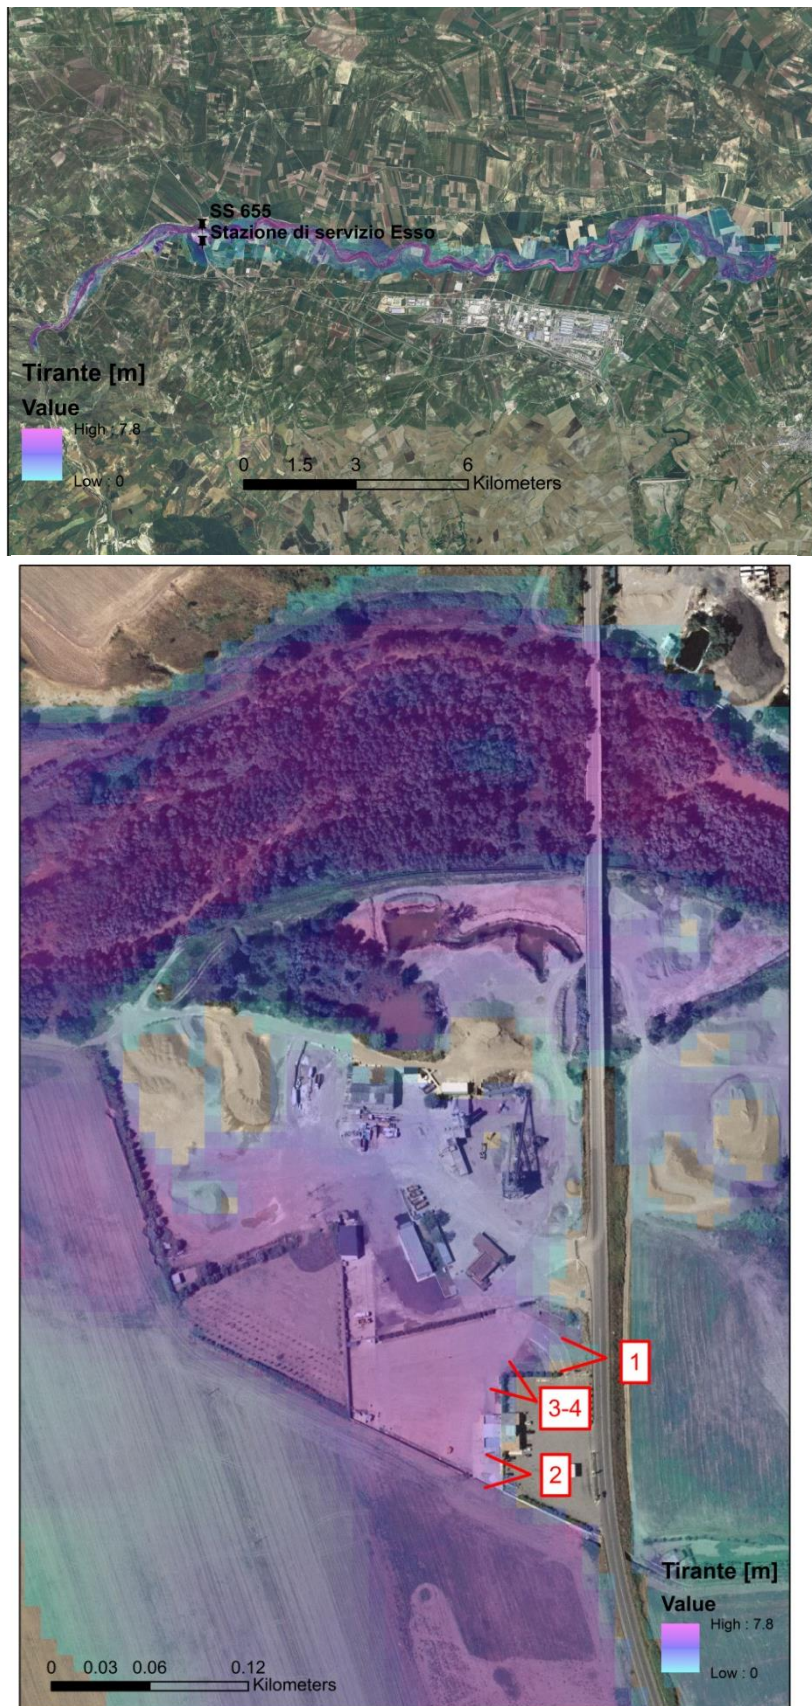 SS 655
Stazione di servizio Esso
Tirante [m]
Value
High : 7.8
Low : 0
0 1.5 3 6
Kilometers
1
3-4
2
Tirante [m]
Value
High : 7.8
Low : 0
0 0.03 0.06 0.12
Kilometers